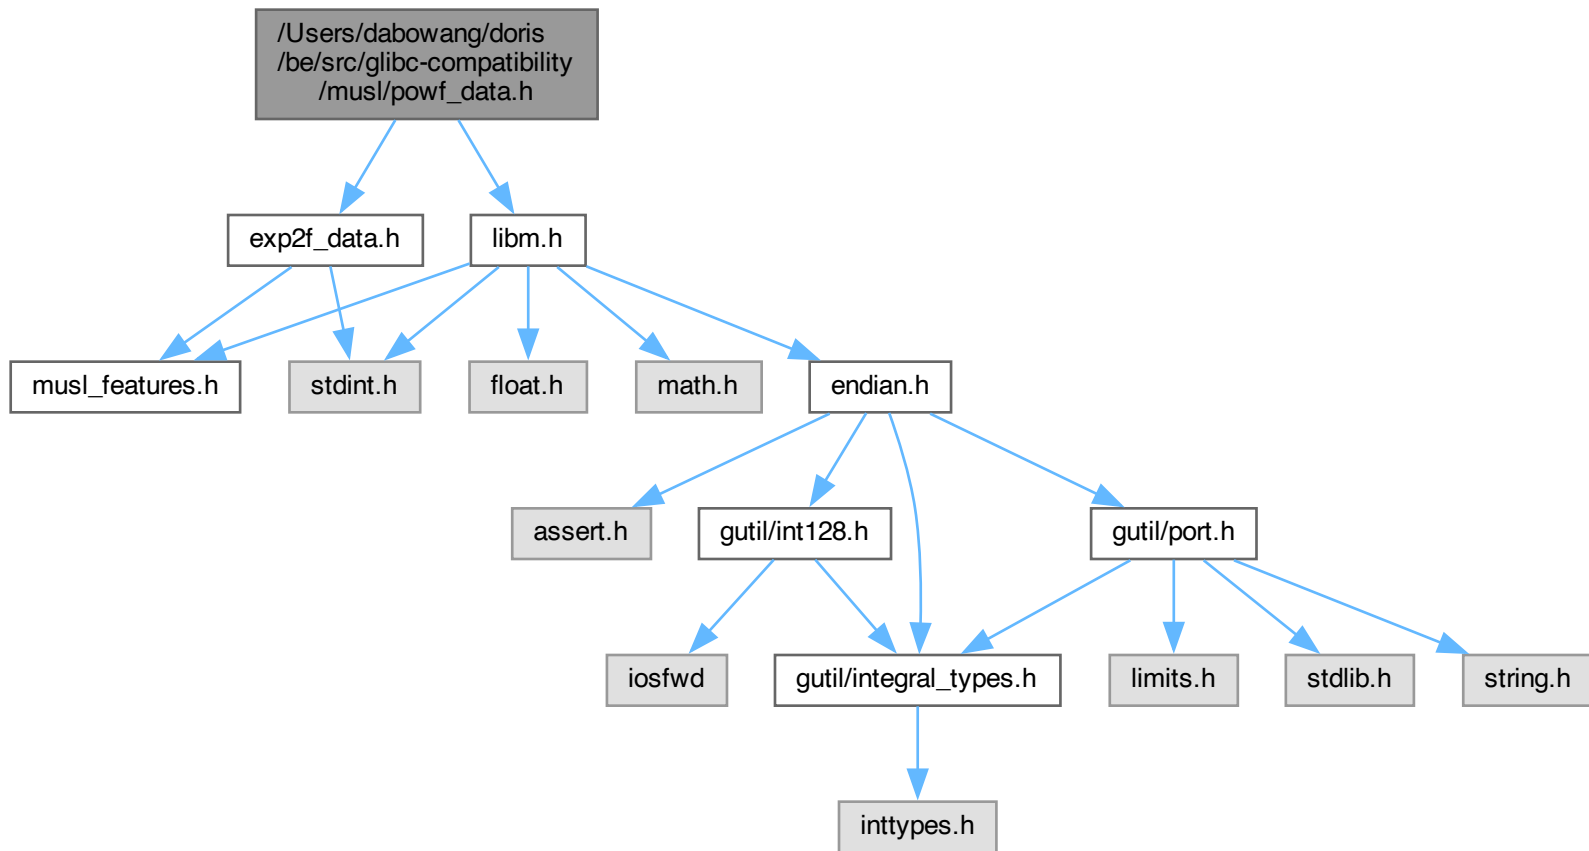 /Users/dabowang/doris
/be/src/glibc-compatibility
/musl/powf_data.h
exp2f_data.h
libm.h
musl_features.h
stdint.h
float.h
math.h
endian.h
assert.h
gutil/int128.h
gutil/port.h
iosfwd
gutil/integral_types.h
limits.h
stdlib.h
string.h
inttypes.h